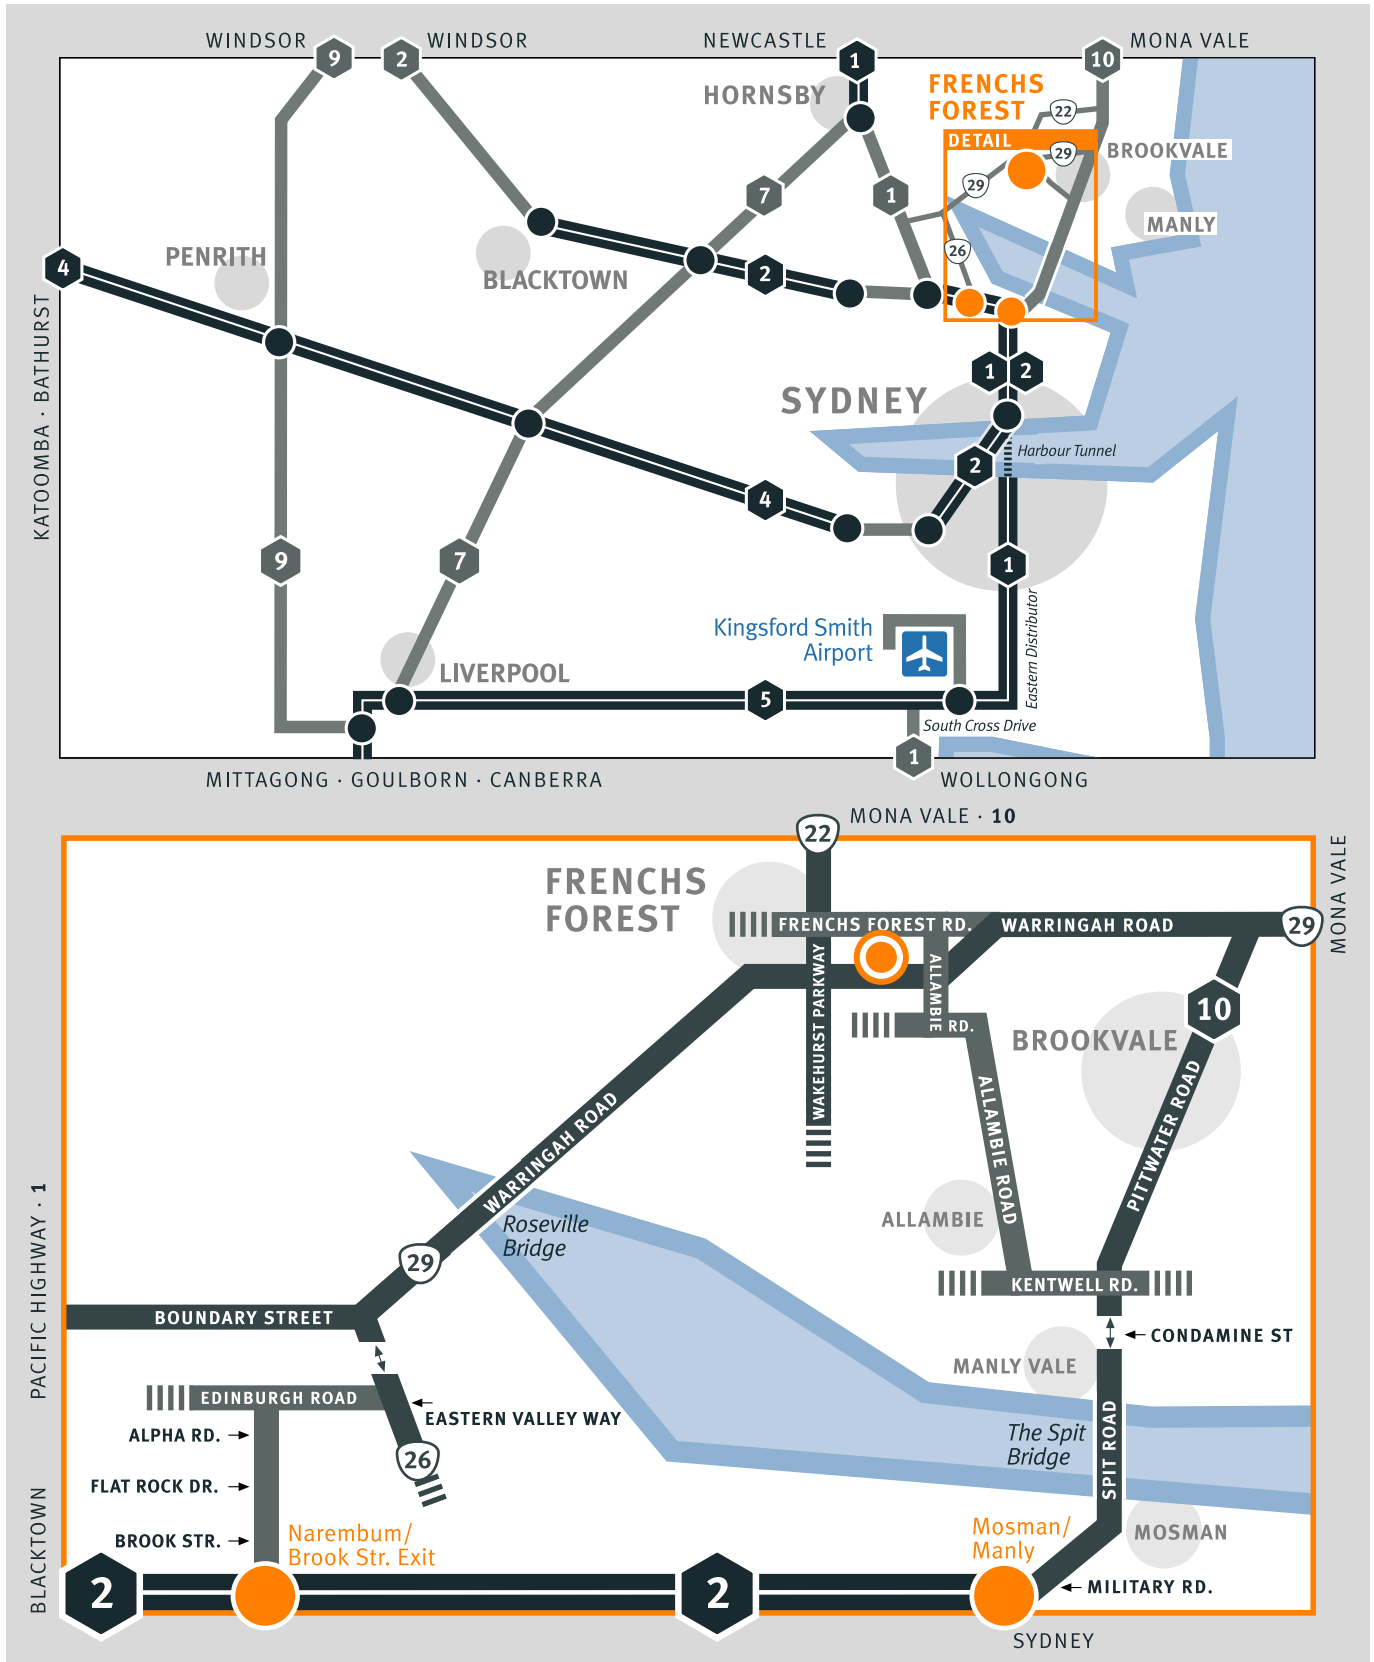 WINDSOR
9
2
WINDSOR
NEWCASTLE
1
10
MONA VALE
HORNSBY
FRENCHS
FOREST
22
DETAIL
29
BROOKVALE
7
1
29
MANLY
PENRITH
4
BLACKTOWN
2
26
KATOOMBA · BATHURST
1
2
SYDNEY
Harbour Tunnel
2
4
9
7
1
Kingsford Smith
Airport
Eastern Distributor
LIVERPOOL
5
South Cross Drive
1
MITTAGONG · GOULBORN · CANBERRA
WOLLONGONG
MONA VALE · 10
22
MONA VALE
FRENCHS
FOREST
FRENCHS FOREST RD.
WARRINGAH ROAD
29
WAKEHURST PARKWAY
ALLAMBIE
RD.
10
BROOKVALE
ALLAMBIE ROAD
PITTWATER ROAD
WARRINGAH ROAD
Roseville
Bridge
ALLAMBIE
29
KENTWELL RD.
PACIFIC HIGHWAY · 1
BOUNDARY STREET
CONDAMINE ST
MANLY VALE
EDINBURGH ROAD
EASTERN VALLEY WAY
ALPHA RD.
26
The Spit
Bridge
SPIT ROAD
FLAT ROCK DR.
BROOK STR.
Narembum/
Brook Str. Exit
Mosman/
Manly
MOSMAN
BLACKTOWN
2
2
MILITARY RD.
SYDNEY